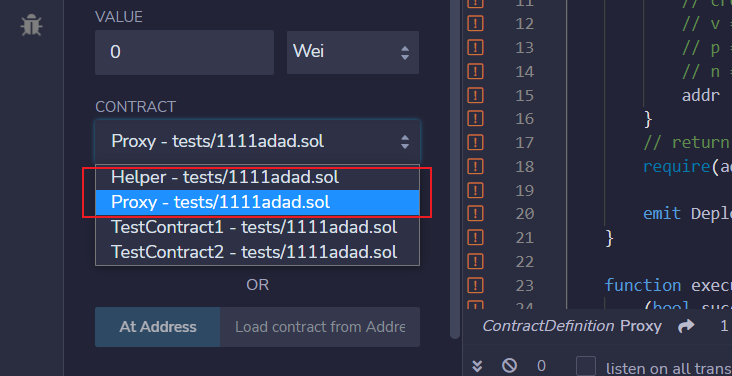 VALUE
0
Wei
CONTRACT
Proxy - tests/1111adad.sol
Helper - tests/1111adad.sol
Proxy - tests/1111adad.sol
TestContract1 - tests/1111adad.sol
TestContract2 - tests/1111adad.sol
OR
At Address
Load contract from Addre
11 // cre
12 // v =
13 // p =
14 // n =
15 addr
16 }
17 // return
18 require(ad
19
20 emit Deplo
21 }
22
23 function execu
24 (bool succ
ContractDefinition Proxy 1
0
listen on all trans